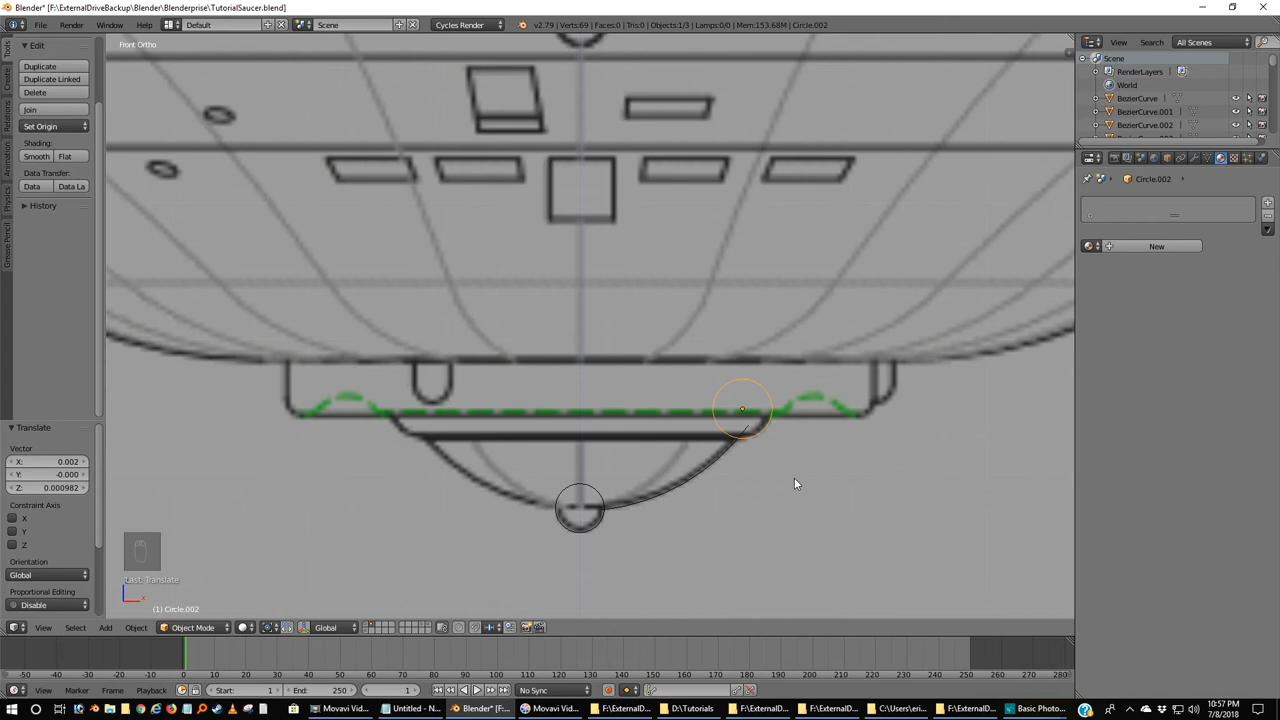 Blender* [F:\ExternalDriveBackup\Blender\Blenderprise\TutorialSaucer.blend]
File Render Window Help Default Scene Cycles Render v2.79 | Verts:69 | Faces:0 | Tris:0 | Objects:1/3 | Lamps:0/0 | Mem:153.68M | Circle.002
Front Ortho
View Search All Scenes
Tools
Create
Relations
Animation
Physics
Grease Pencil
Edit
Duplicate
Duplicate Linked
Delete
Join
Set Origin
Shading:
Smooth Flat
Data Transfer:
Data Data La
History
Translate
Vector
X: 0.002
Y: -0.000
Z: 0.000982
Constraint Axis
X
Y
Z
Orientation
Global
Proportional Editing
Disable
Last: Translate
(1) Circle.002
Scene
RenderLayers
World
BezierCurve
BezierCurve.001
BezierCurve.002
Circle.002
New
View Select Add Object Object Mode Global
-50 -40 -30 -20 -10 0 10 20 30 40 50 60 70 80 90 100 110 120 130 140 150 160 170 180 190 200 210 220 230 240 250 260 270 280
View Marker Frame Playback Start: 1 End: 250 1 No Sync
Movavi Vid... Untitled - N... Blender* [F:... Movavi Vide... F:\ExternalD... D:\Tutorials F:\ExternalD... F:\ExternalD... C:\Users\eri... F:\ExternalD... Basic Photo... 10:57 PM
7/8/2018